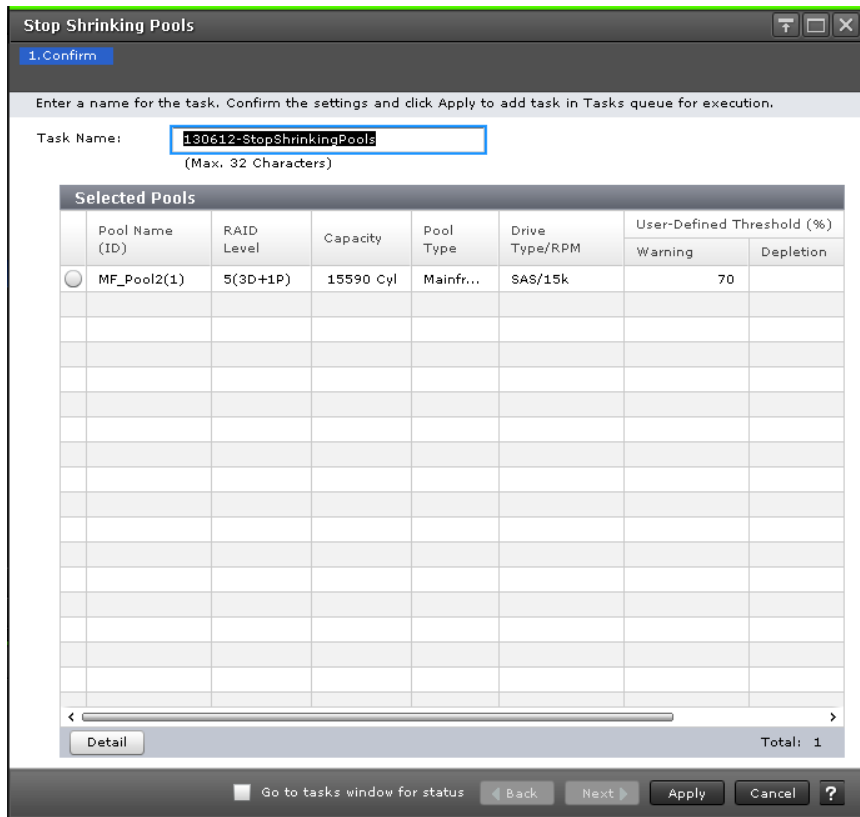 Stop Shrinking Pools
1.Confirm
Enter a name for the task. Confirm the settings and click Apply to add task in Tasks queue for execution.
Task Name: 130612-StopShrinkingPools
(Max. 32 Characters)
Selected Pools
Pool Name (ID) RAID Level Capacity Pool Type Drive Type/RPM User-Defined Threshold (%)
Warning Depletion
MF_Pool2(1) 5(3D+1P) 15590 Cyl Mainfr... SAS/15k 70
Detail Total: 1
Go to tasks window for status Back Next Apply Cancel ?